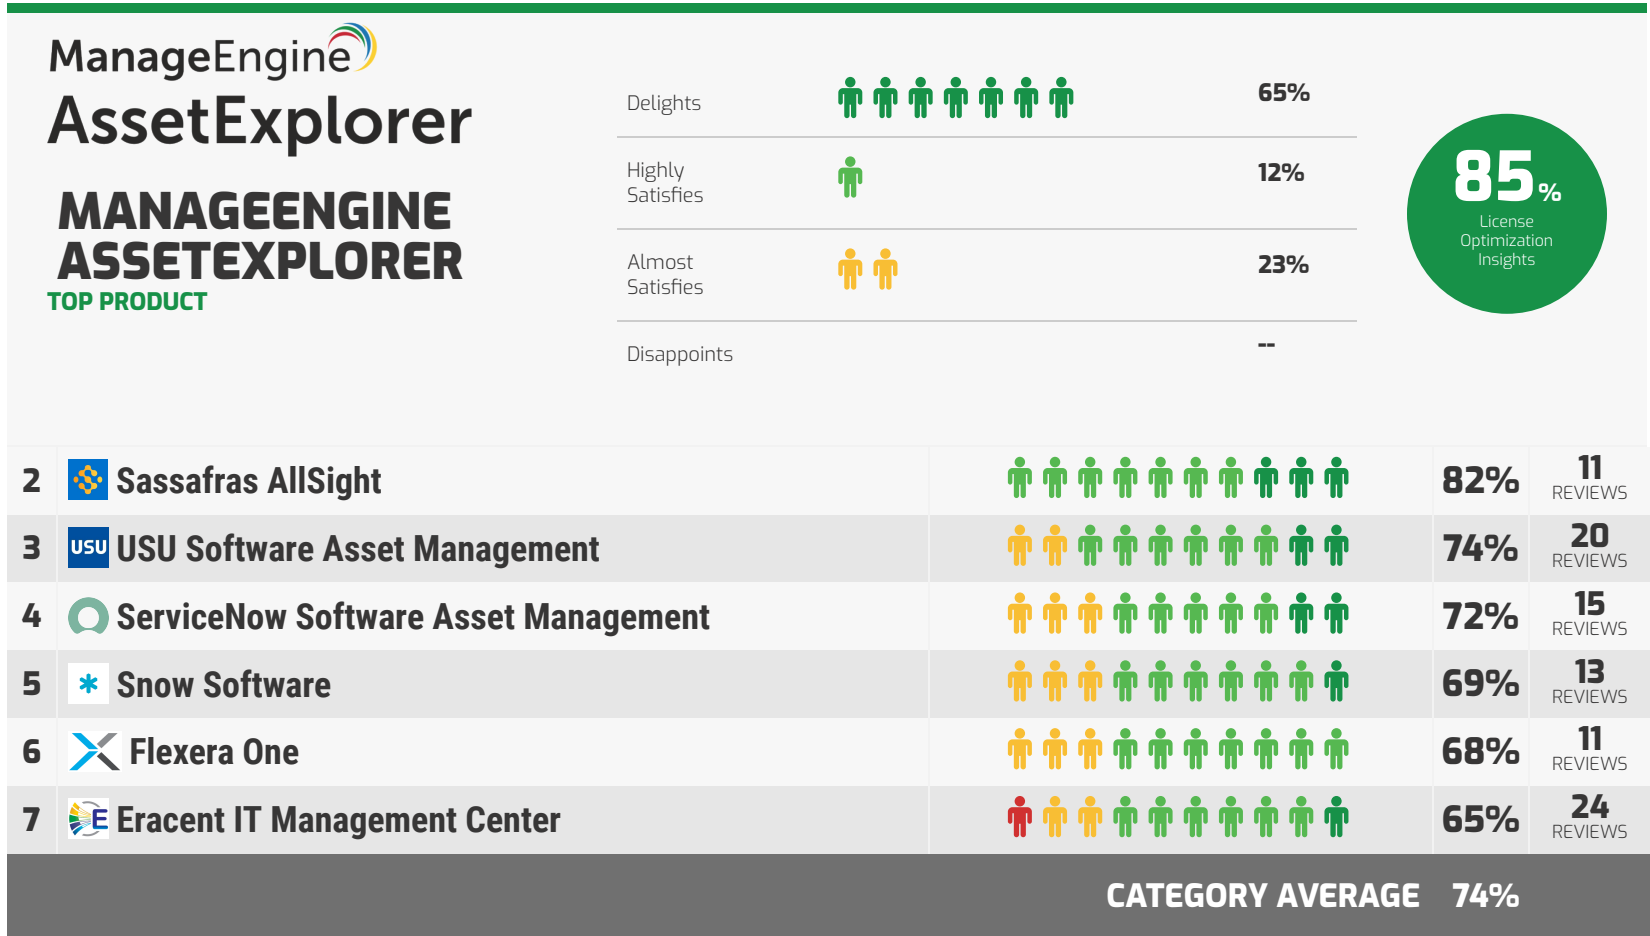 ManageEngine
AssetExplorer
MANAGEENGINE
ASSETEXPLORER
TOP PRODUCT
Delights 65%
Highly
Satisfies 12%
Almost
Satisfies 23%
Disappoints --
85%
License
Optimization
Insights
2 Sassafras AllSight 82% 11
REVIEWS
3 USU USU Software Asset Management 74% 20
REVIEWS
4 ServiceNow Software Asset Management 72% 15
REVIEWS
5 Snow Software 69% 13
REVIEWS
6 Flexera One 68% 11
REVIEWS
7 E Eracent IT Management Center 65% 24
REVIEWS
CATEGORY AVERAGE 74%